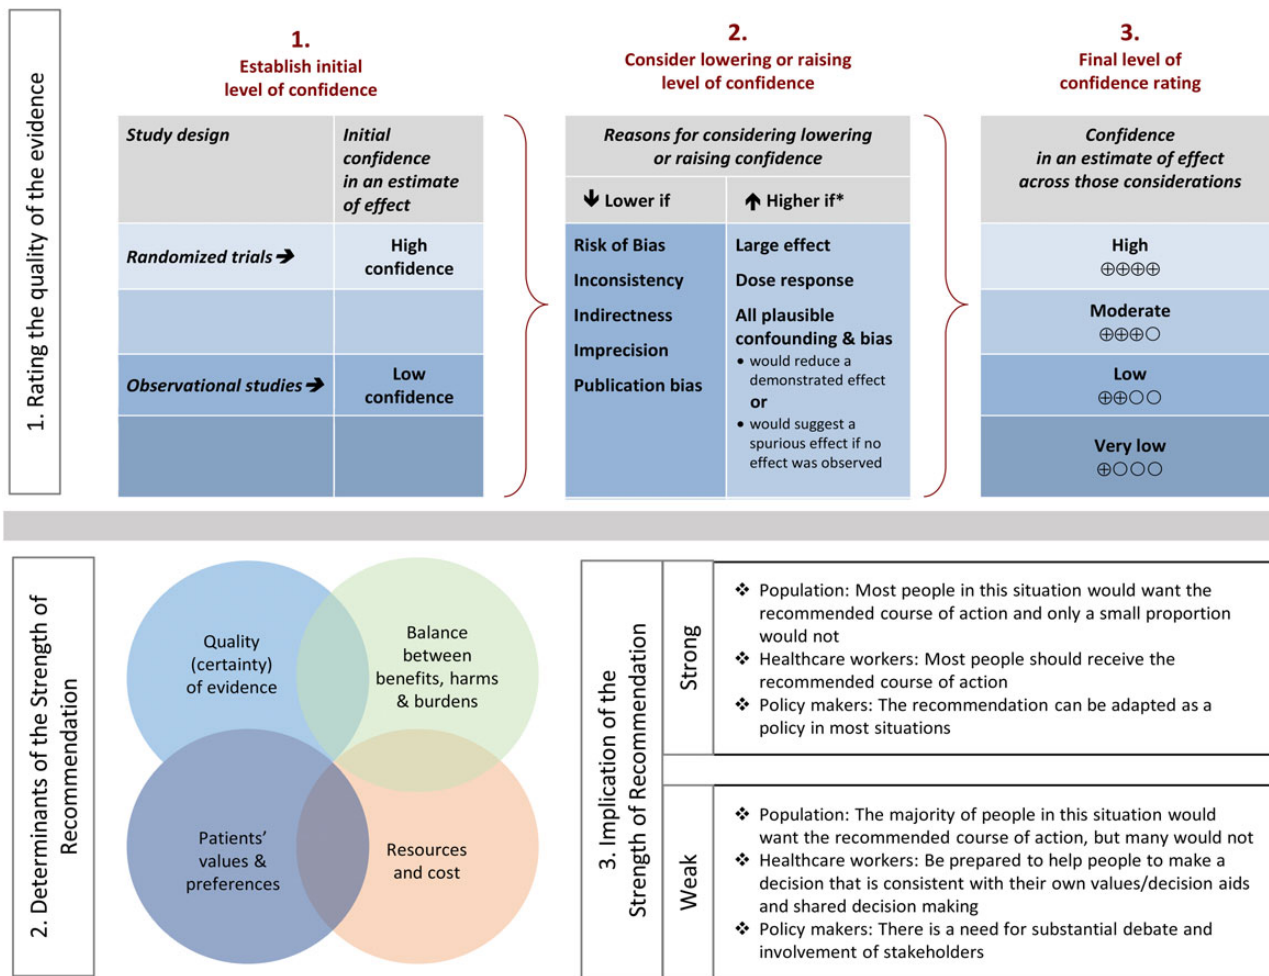 1. Rating the quality of the evidence
1.
Establish initial
level of confidence
Study design
Initial
confidence
in an estimate
of effect
Randomized trials ➔
High
confidence
Observational studies ➔
Low
confidence
2.
Consider lowering or raising
level of confidence
Reasons for considering lowering
or raising confidence
🡇 Lower if
🡅 Higher if*
Risk of Bias
Inconsistency
Indirectness
Imprecision
Publication bias
Large effect
Dose response
All plausible
confounding & bias
• would reduce a
demonstrated effect
or
• would suggest a
spurious effect if no
effect was observed
3.
Final level of
confidence rating
Confidence
in an estimate of effect
across those considerations
High
⊕⊕⊕⊕
Moderate
⊕⊕⊕○
Low
⊕⊕○○
Very low
⊕○○○
2. Determinants of the Strength of
Recommendation
Quality
(certainty)
of evidence
Balance
between
benefits, harms
& burdens
Patients’
values &
preferences
Resources
and cost
3. Implication of the
Strength of Recommendation
Strong
❖ Population: Most people in this situation would want the
recommended course of action and only a small proportion
would not
❖ Healthcare workers: Most people should receive the
recommended course of action
❖ Policy makers: The recommendation can be adapted as a
policy in most situations
Weak
❖ Population: The majority of people in this situation would
want the recommended course of action, but many would not
❖ Healthcare workers: Be prepared to help people to make a
decision that is consistent with their own values/decision aids
and shared decision making
❖ Policy makers: There is a need for substantial debate and
involvement of stakeholders